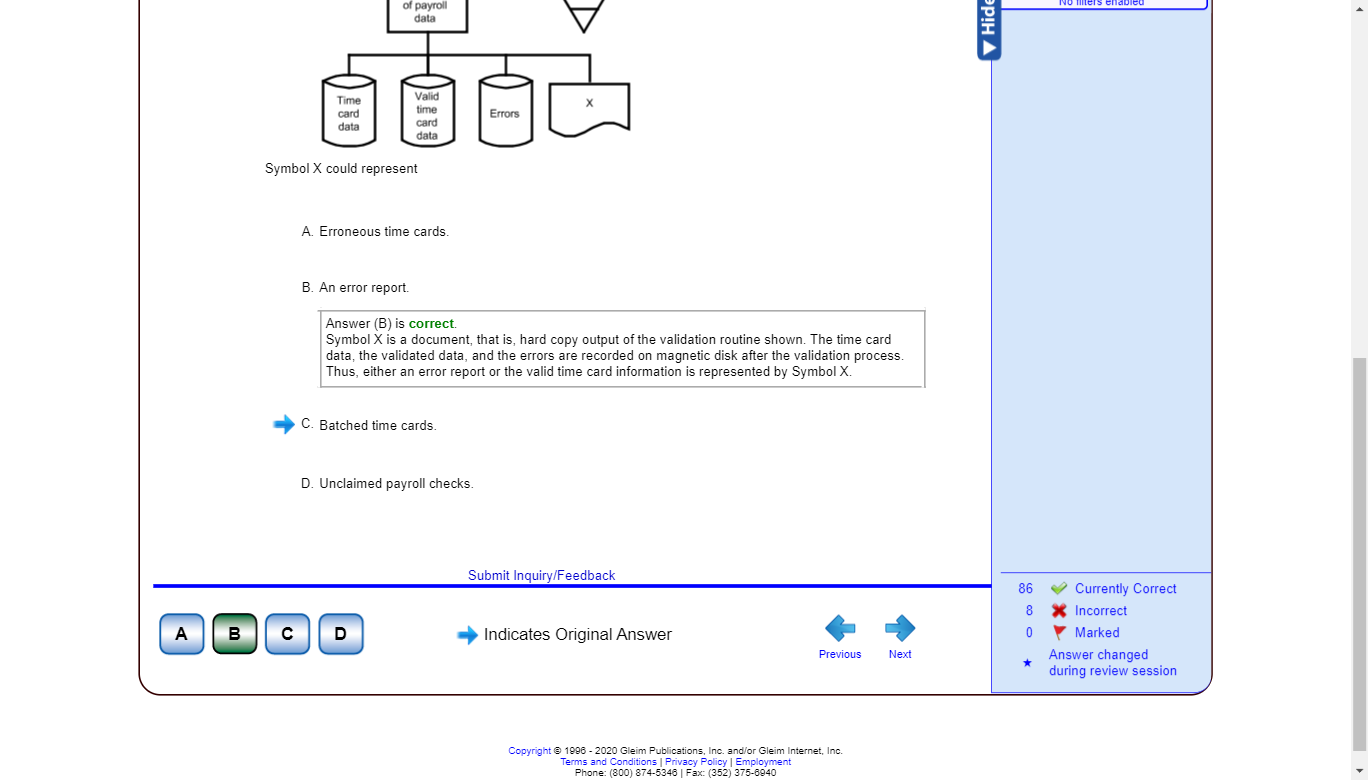 of payroll
data
No filters enabled
Hide
Time
card
data
Valid
time
card
data
Errors
X
Symbol X could represent
A. Erroneous time cards.
B. An error report.
Answer (B) is correct.
Symbol X is a document, that is, hard copy output of the validation routine shown. The time card
data, the validated data, and the errors are recorded on magnetic disk after the validation process.
Thus, either an error report or the valid time card information is represented by Symbol X.
C. Batched time cards.
D. Unclaimed payroll checks.
Submit Inquiry/Feedback
A B C D
Indicates Original Answer
Previous
Next
86 Currently Correct
8 Incorrect
0 Marked
Answer changed
during review session
Copyright © 1996 - 2020 Gleim Publications, Inc. and/or Gleim Internet, Inc.
Terms and Conditions | Privacy Policy | Employment
Phone: (800) 874-5346 | Fax: (352) 375-6940